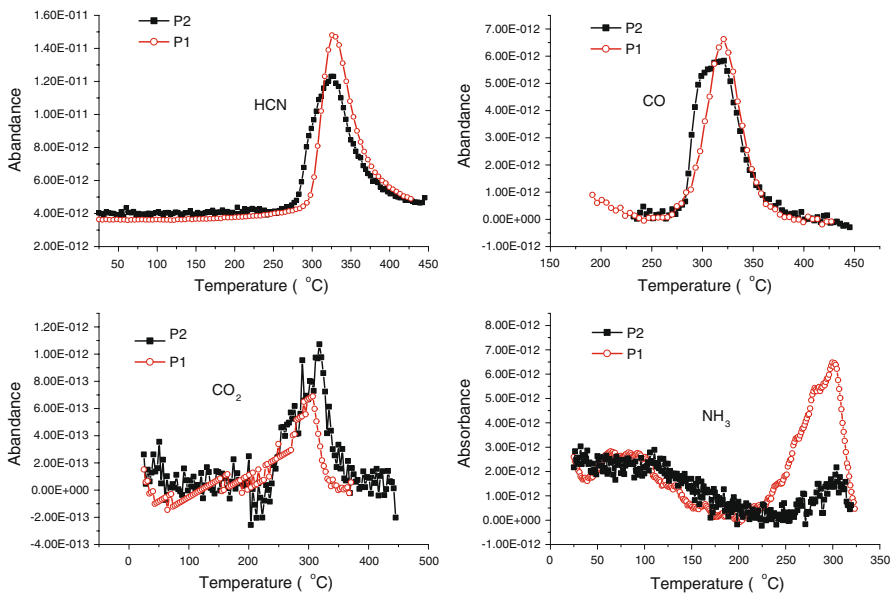 1.60E-011
1.40E-011
1.20E-011
1.00E-011
8.00E-012
6.00E-012
4.00E-012
2.00E-012
Abandance
P2
P1
HCN
50 100 150 200 250 300 350 400 450
Temperature ( °C)
7.00E-012
6.00E-012
5.00E-012
4.00E-012
3.00E-012
2.00E-012
1.00E-012
0.00E+000
-1.00E-012
Abandance
P2
P1
CO
150 200 250 300 350 400 450 500
Temperature ( °C)
1.20E-012
1.00E-012
8.00E-013
6.00E-013
4.00E-013
2.00E-013
0.00E+000
-2.00E-013
-4.00E-013
Abandance
P2
P1
CO2
0 100 200 300 400 500
Temperature ( °C)
8.00E-012
7.00E-012
6.00E-012
5.00E-012
4.00E-012
3.00E-012
2.00E-012
1.00E-012
0.00E+000
-1.00E-012
Absorbance
P2
P1
NH3
0 50 100 150 200 250 300 350
Temperature ( °C)